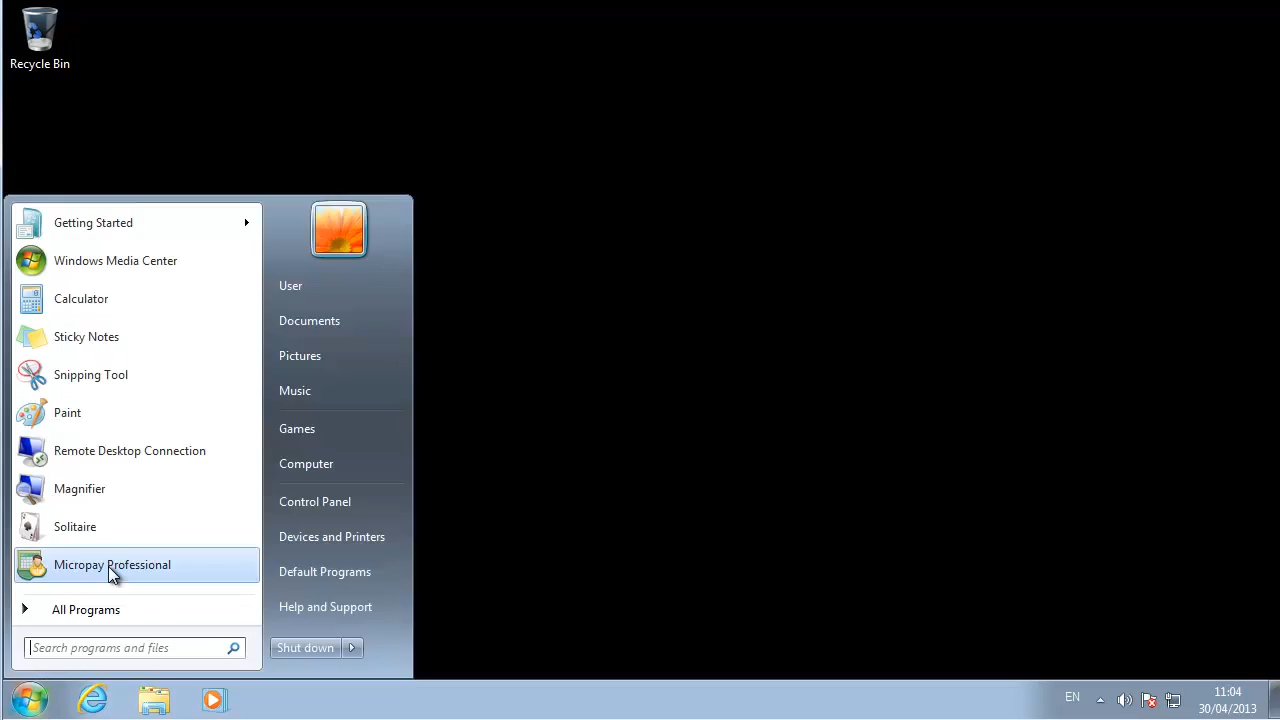 Recycle Bin
Getting Started
Windows Media Center
Calculator
Sticky Notes
Snipping Tool
Paint
Remote Desktop Connection
Magnifier
Solitaire
Micropay Professional
All Programs
Search programs and files
User
Documents
Pictures
Music
Games
Computer
Control Panel
Devices and Printers
Default Programs
Help and Support
Shut down
EN
11:04
30/04/2013